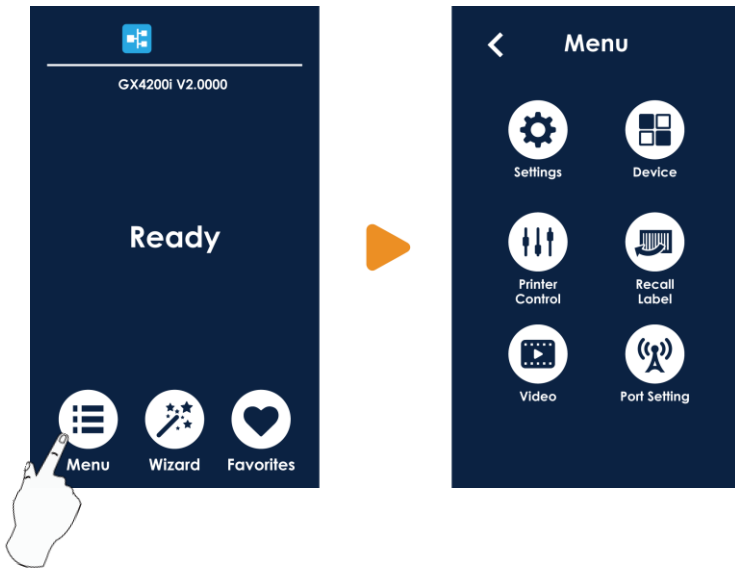 GX4200i V2.0000
Ready
Menu Wizard Favorites
Menu
Settings Device
Printer Control Recall Label
Video Port Setting